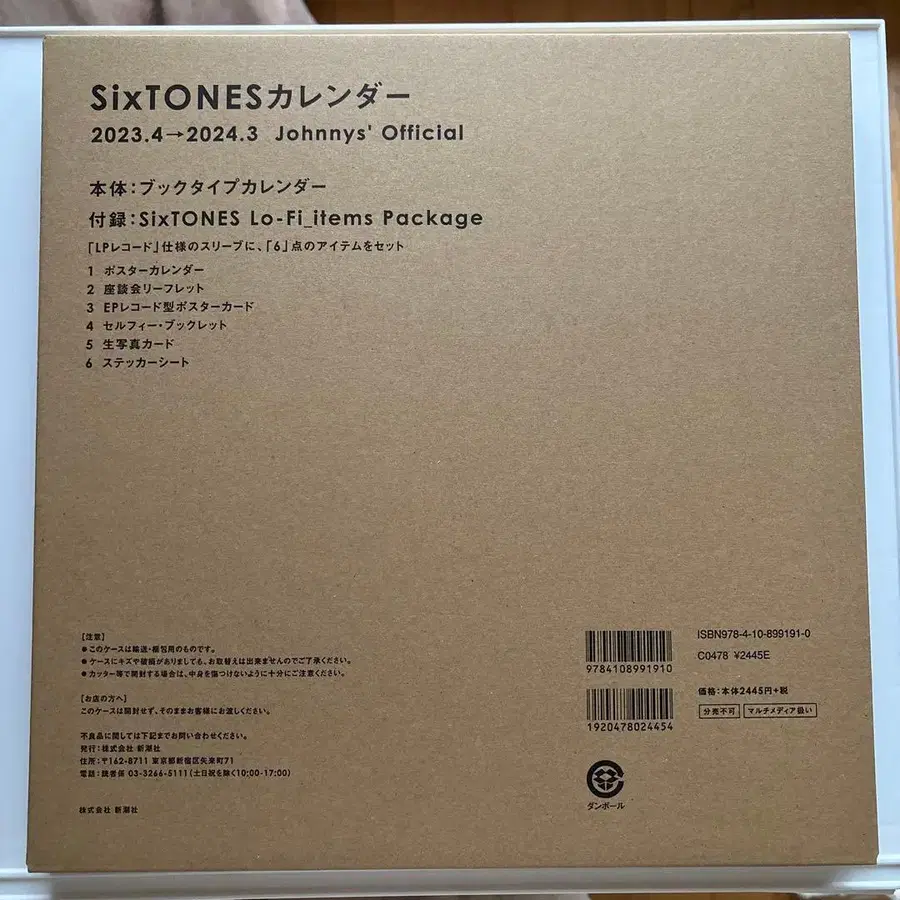 SixTONESカレンダー
2023.4→2024.3 Johnnys' Official
本体：ブックタイプカレンダー
付録：SixTONES Lo-Fi_items Package
「LPレコード」仕様のスリーブに、「6」点のアイテムをセット
1 ポスターカレンダー
2 座談会リーフレット
3 EPレコード型ポスターカード
4 セルフィー・ブックレット
5 生写真カード
6 ステッカーシート
【注意】
●このケースは輸送・梱包用のものです。
●ケースにキズや破損がありましても、お取替えは出来ませんのでご了承ください。
●カッター等で開封する場合は、中身を傷つけないように十分にご注意ください。
【お店の方へ】
このケースは開封せず、そのままお客様にお渡しください。
不良品に関しては下記までお問い合わせください。
発行：株式会社 新潮社
住所：〒162-8711 東京都新宿区矢来町71
電話：読者係 03-3266-5111（土日祝を除く10:00-17:00）
株式会社 新潮社
9784108991910
1920478024454
ISBN978-4-10-899191-0
C0478 ¥2445E
価格：本体2445円＋税
分売不可 マルチメディア扱い
ダンボール